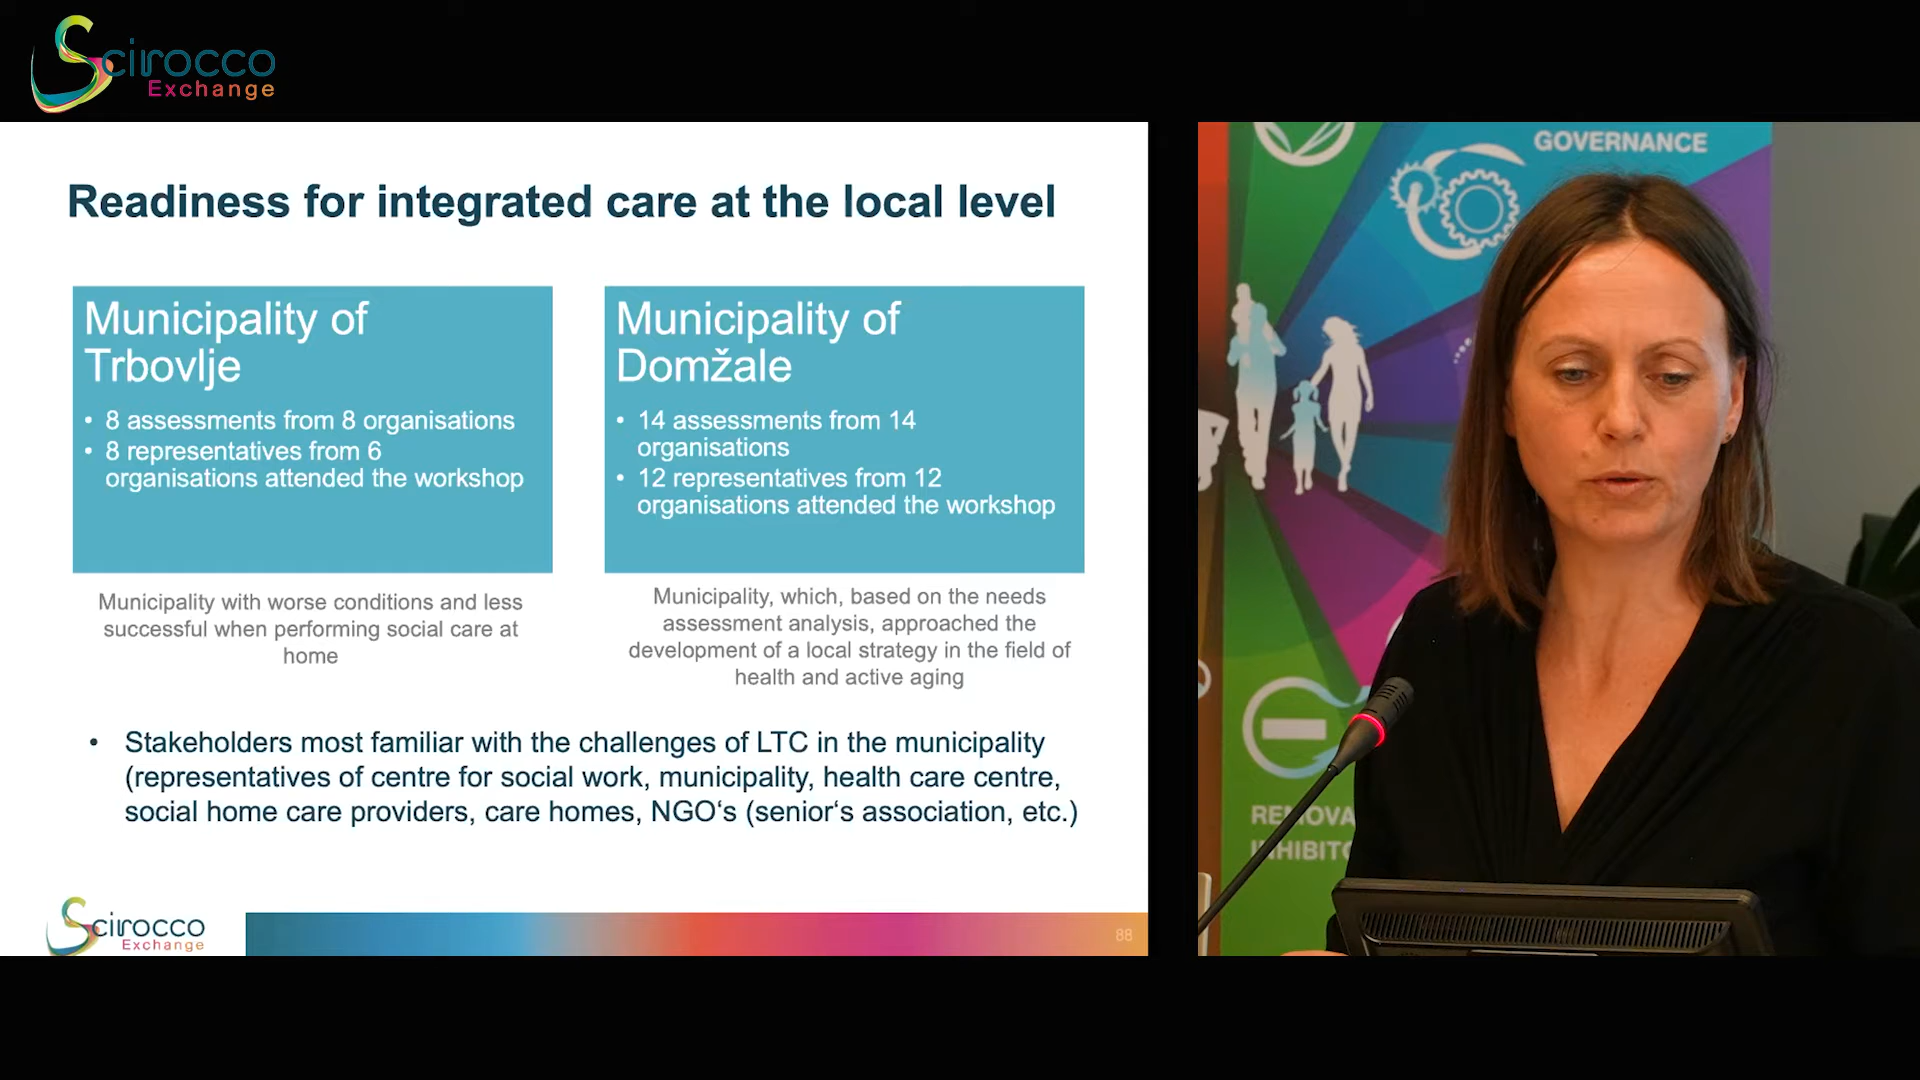 Scirocco
Exchange
Readiness for integrated care at the local level
Municipality of
Trbovlje
• 8 assessments from 8 organisations
• 8 representatives from 6
organisations attended the workshop
Municipality of
Domžale
• 14 assessments from 14
organisations
• 12 representatives from 12
organisations attended the workshop
Municipality with worse conditions and less
successful when performing social care at
home
Municipality, which, based on the needs
assessment analysis, approached the
development of a local strategy in the field of
health and active aging
• Stakeholders most familiar with the challenges of LTC in the municipality
(representatives of centre for social work, municipality, health care centre,
social home care providers, care homes, NGO‘s (senior‘s association, etc.)
Scirocco
Exchange
88
GOVERNANCE